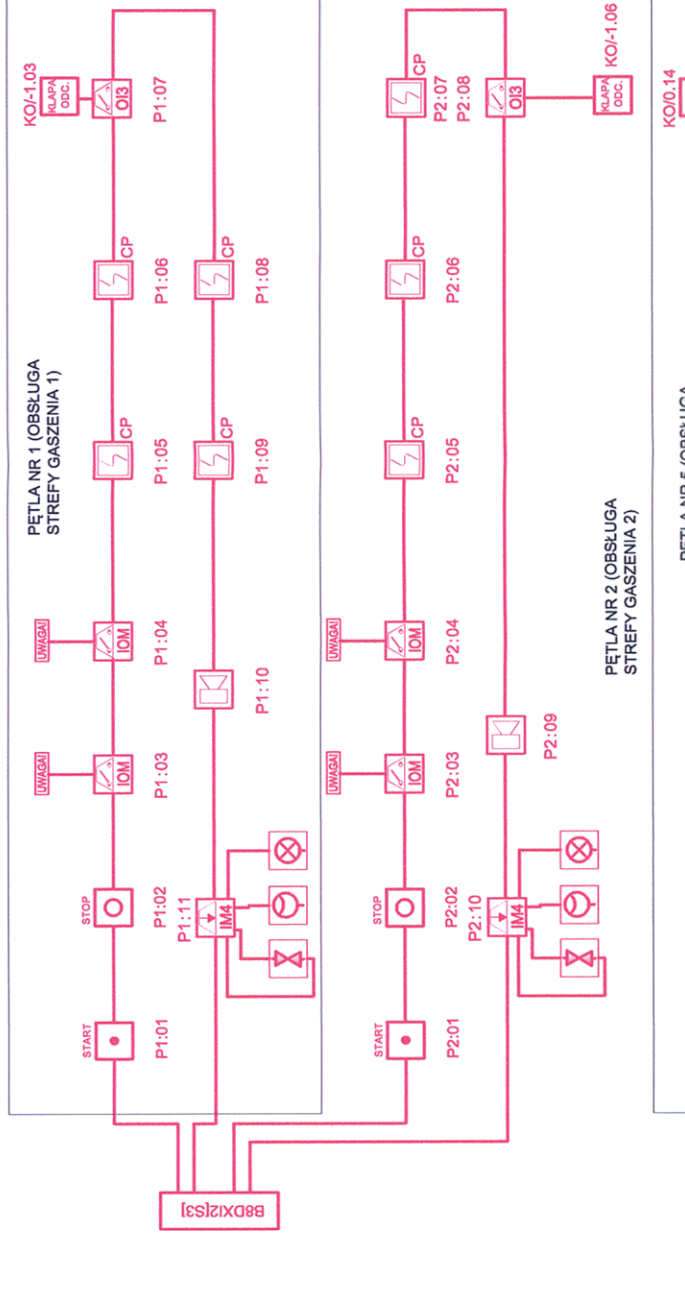 KO/-1.03
KLAPA
ODC.
OI3
P1:07
CP
P1:06
CP
P1:08
PĘTLA NR 1 (OBSŁUGA
STREFY GASZENIA 1)
CP
P1:05
CP
P1:09
UWAGA!
IOM
P1:04
P1:10
UWAGA!
IOM
P1:03
STOP
P1:02
P1:11
IM4
START
P1:01
B8DXI2[S3]
KO/-1.06
KLAPA
ODC.
CP
P2:07
P2:08
OI3
CP
P2:06
CP
P2:05
UWAGA!
IOM
P2:04
UWAGA!
IOM
P2:03
P2:09
PĘTLA NR 2 (OBSŁUGA
STREFY GASZENIA 2)
STOP
P2:02
P2:10
IM4
START
P2:01
KO/0.14
PĘTLA NR 5 (OBSŁUGA